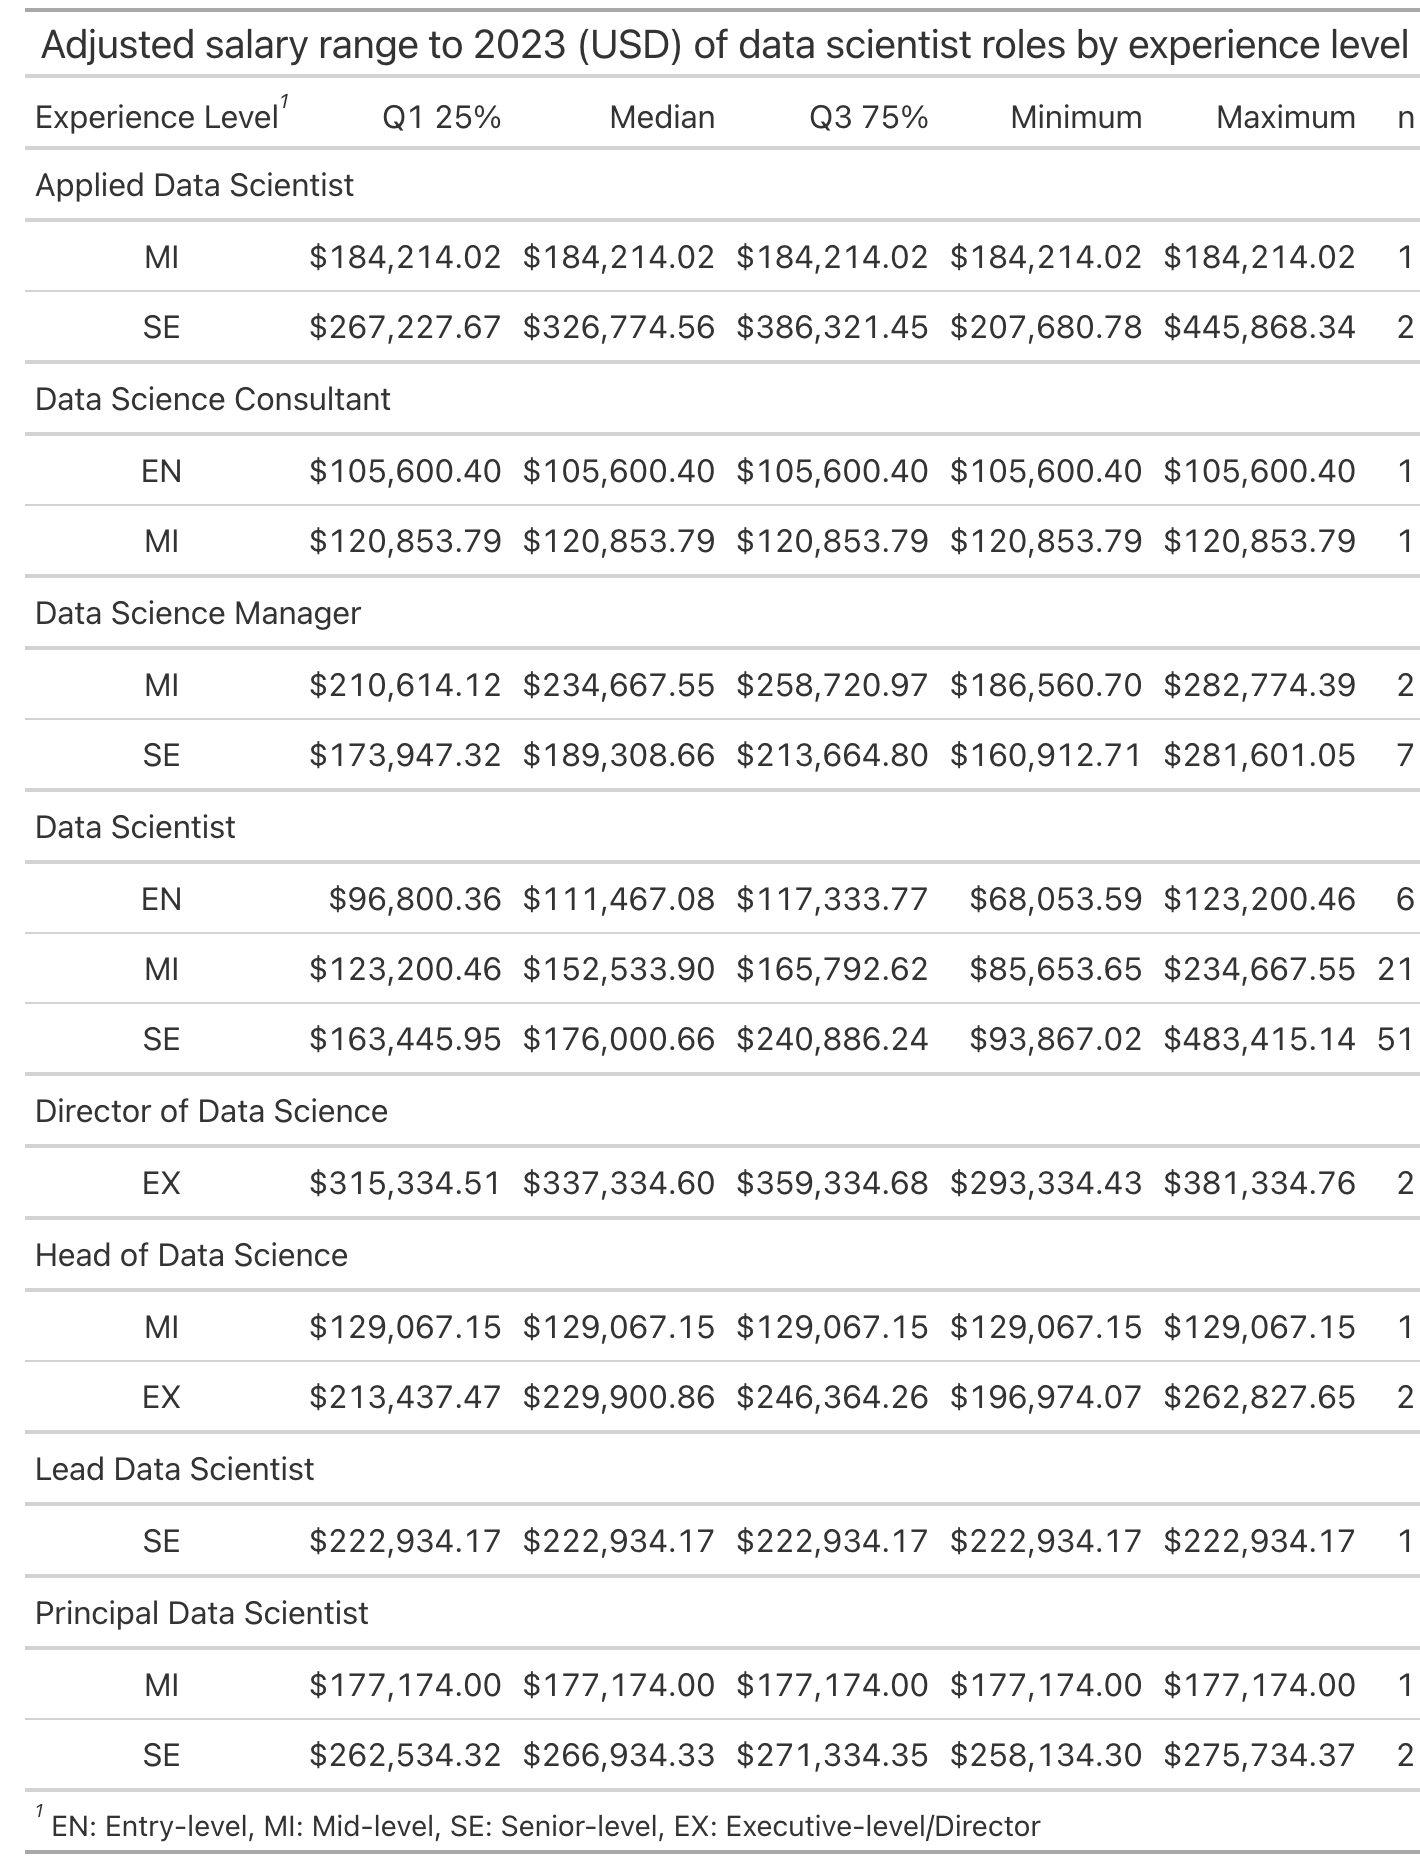 Adjusted salary range to 2023 (USD) of data scientist roles by experience level
Experience Level1 Q1 25% Median Q3 75% Minimum Maximum n
Applied Data Scientist
MI $184,214.02 $184,214.02 $184,214.02 $184,214.02 $184,214.02 1
SE $267,227.67 $326,774.56 $386,321.45 $207,680.78 $445,868.34 2
Data Science Consultant
EN $105,600.40 $105,600.40 $105,600.40 $105,600.40 $105,600.40 1
MI $120,853.79 $120,853.79 $120,853.79 $120,853.79 $120,853.79 1
Data Science Manager
MI $210,614.12 $234,667.55 $258,720.97 $186,560.70 $282,774.39 2
SE $173,947.32 $189,308.66 $213,664.80 $160,912.71 $281,601.05 7
Data Scientist
EN $96,800.36 $111,467.08 $117,333.77 $68,053.59 $123,200.46 6
MI $123,200.46 $152,533.90 $165,792.62 $85,653.65 $234,667.55 21
SE $163,445.95 $176,000.66 $240,886.24 $93,867.02 $483,415.14 51
Director of Data Science
EX $315,334.51 $337,334.60 $359,334.68 $293,334.43 $381,334.76 2
Head of Data Science
MI $129,067.15 $129,067.15 $129,067.15 $129,067.15 $129,067.15 1
EX $213,437.47 $229,900.86 $246,364.26 $196,974.07 $262,827.65 2
Lead Data Scientist
SE $222,934.17 $222,934.17 $222,934.17 $222,934.17 $222,934.17 1
Principal Data Scientist
MI $177,174.00 $177,174.00 $177,174.00 $177,174.00 $177,174.00 1
SE $262,534.32 $266,934.33 $271,334.35 $258,134.30 $275,734.37 2
1 EN: Entry-level, MI: Mid-level, SE: Senior-level, EX: Executive-level/Director